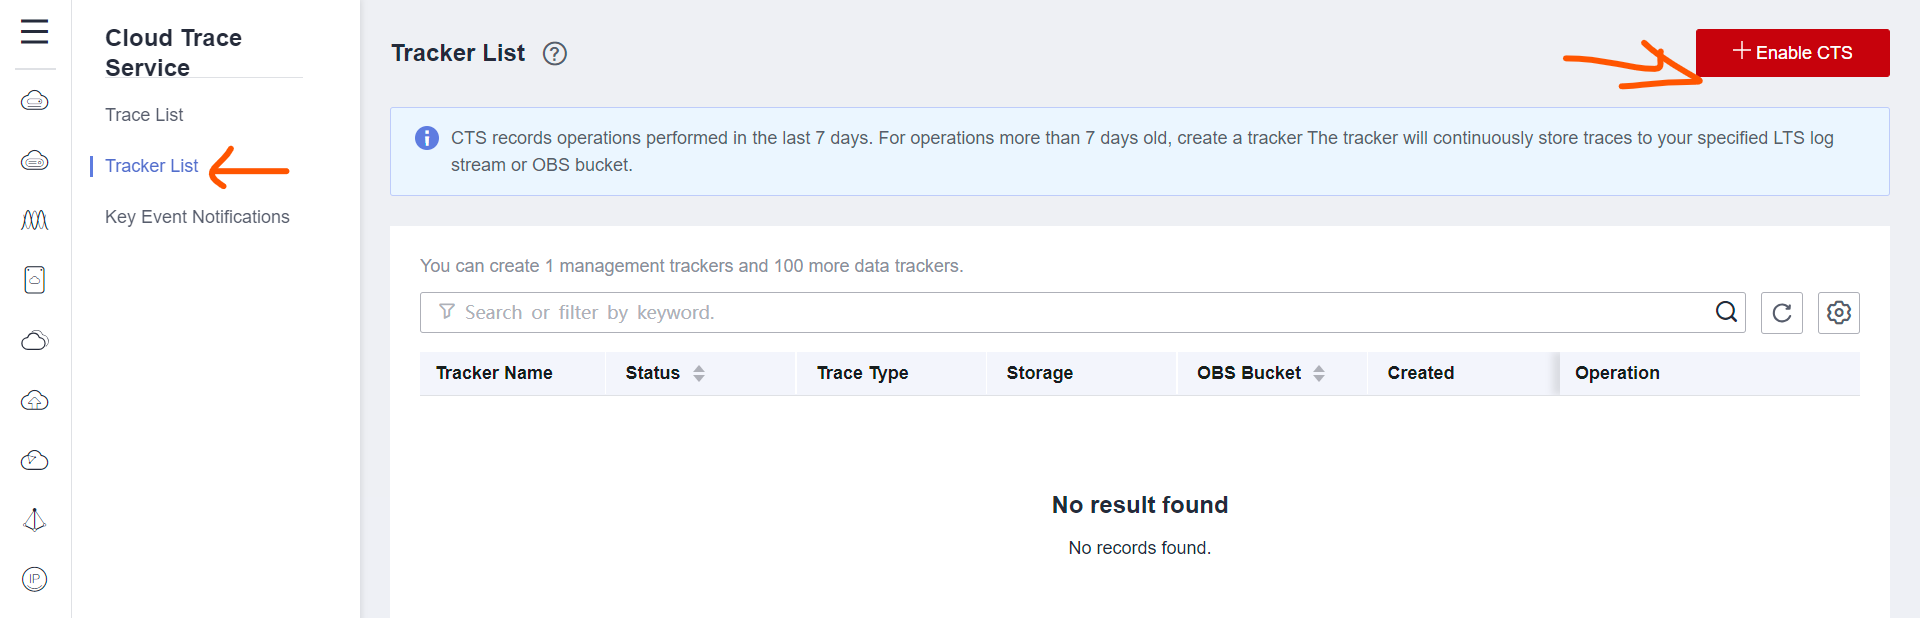 Cloud Trace
Service
Trace List
Tracker List
Key Event Notifications
Tracker List ?
+ Enable CTS
CTS records operations performed in the last 7 days. For operations more than 7 days old, create a tracker The tracker will continuously store traces to your specified LTS log
stream or OBS bucket.
You can create 1 management trackers and 100 more data trackers.
Search or filter by keyword.
Tracker Name Status Trace Type Storage OBS Bucket Created Operation
No result found
No records found.
IP